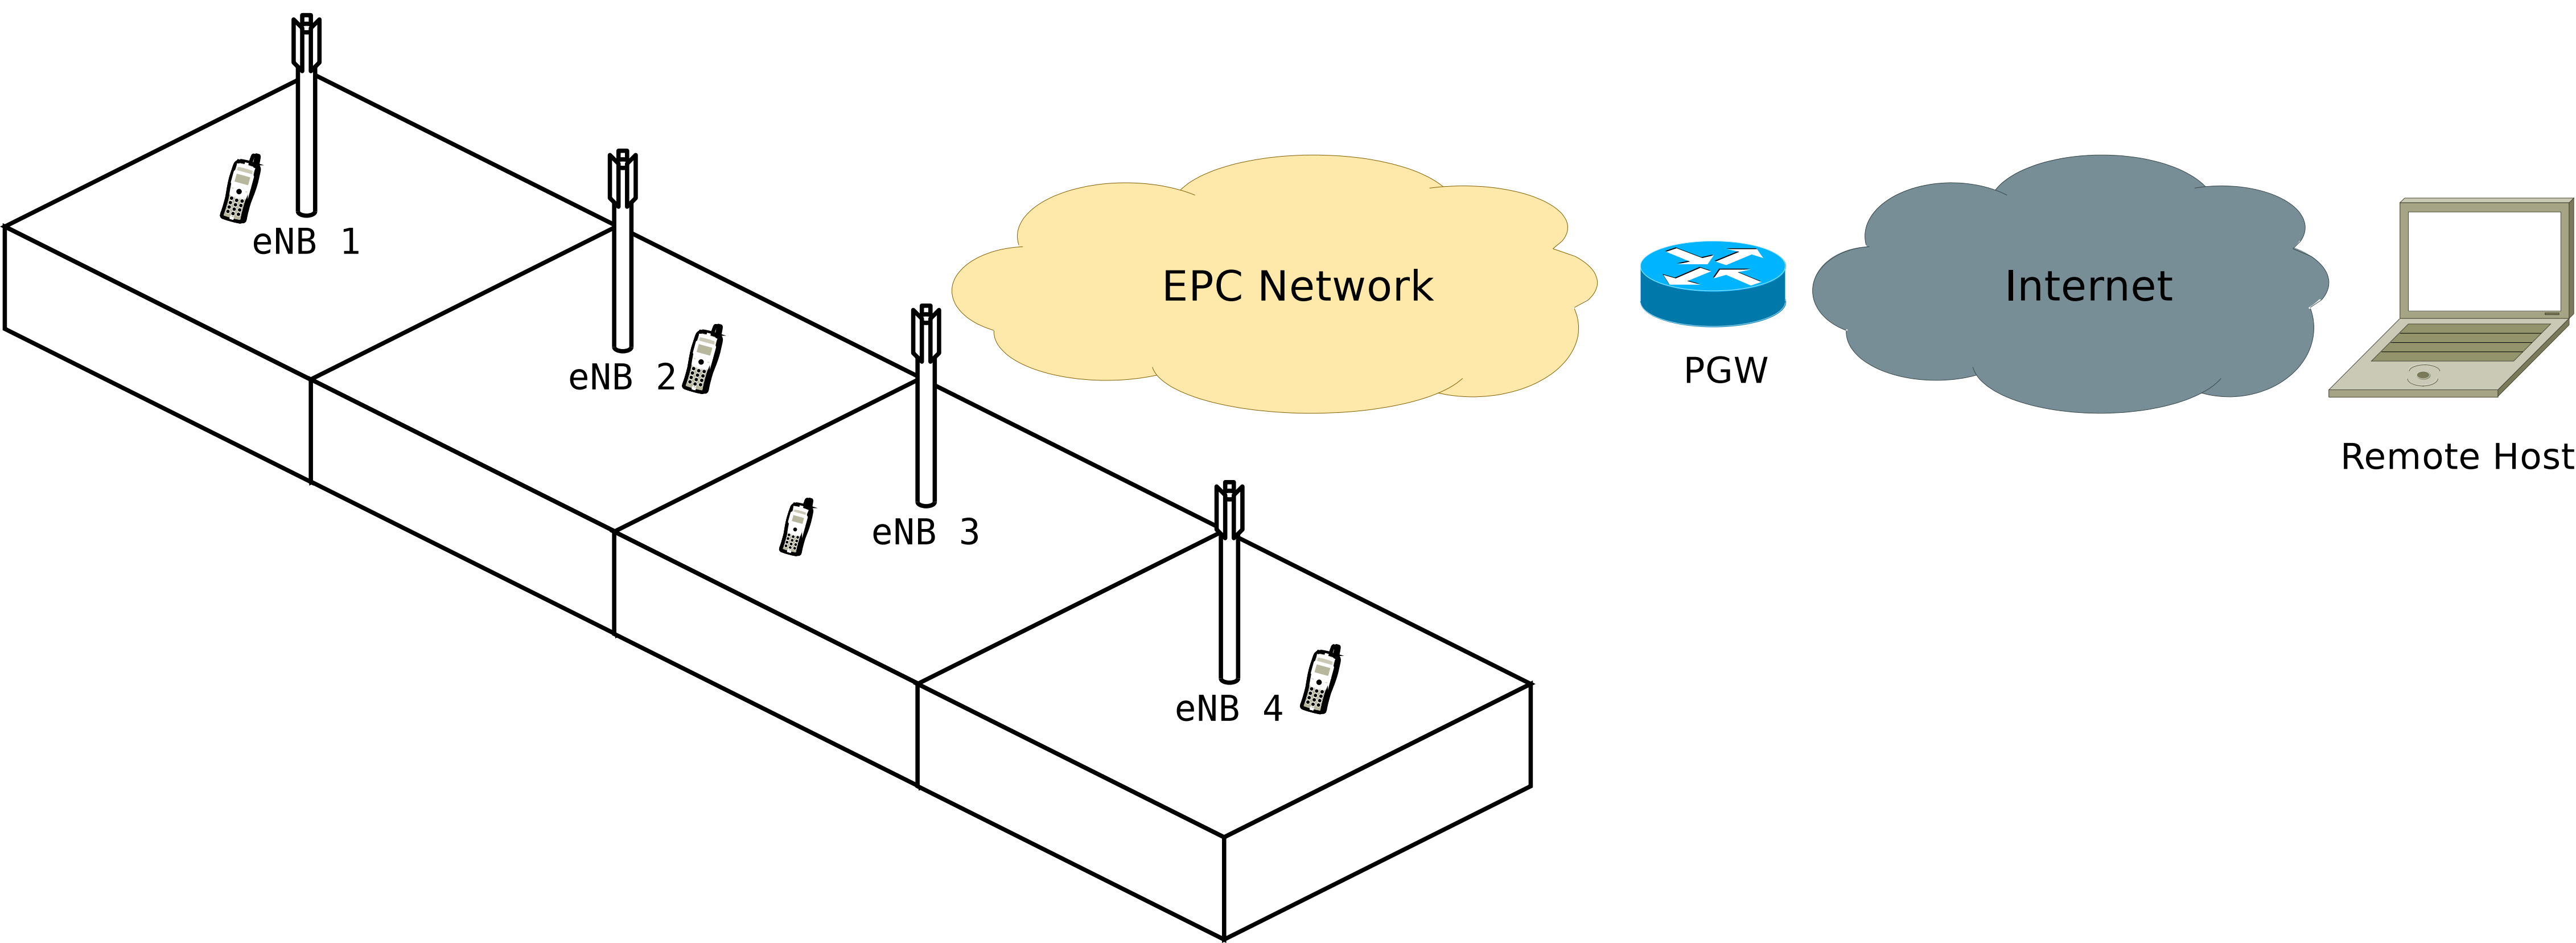 eNB 1
eNB 2
eNB 3
eNB 4
EPC Network
PGW
Internet
Remote Host